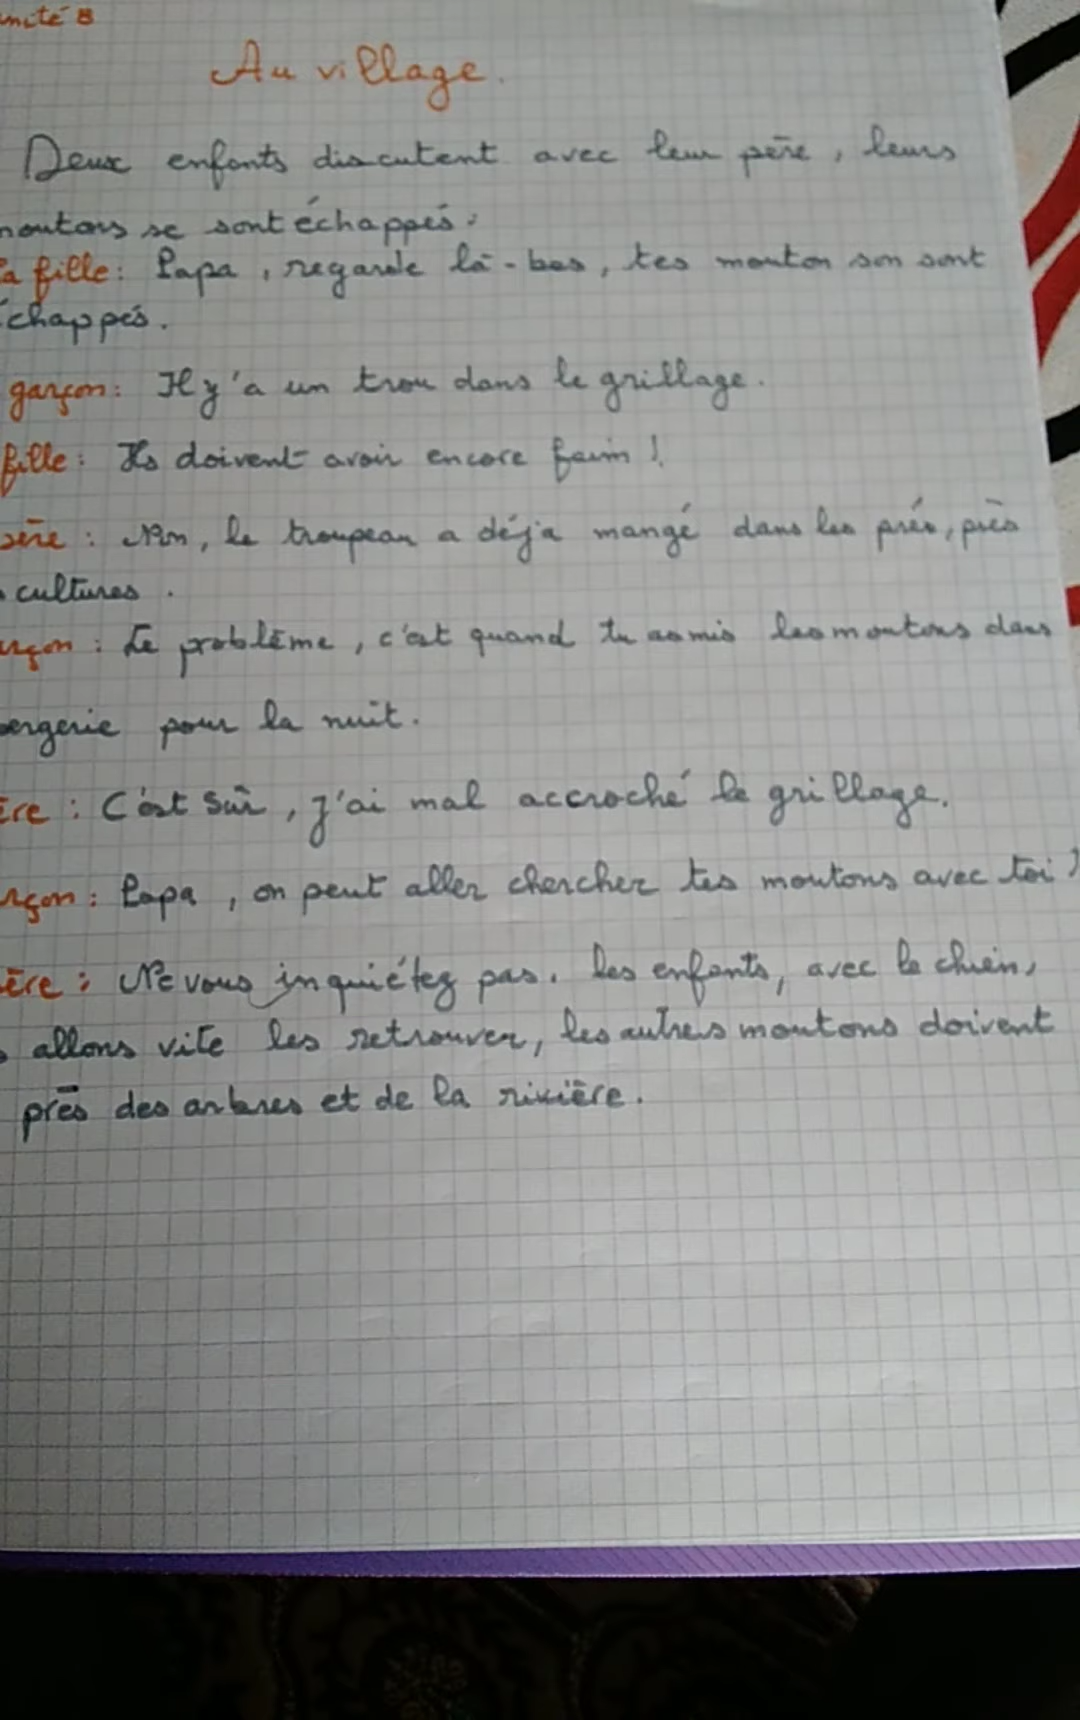 unité 8
Au village.
Deux enfants discutent avec leur père, leurs
moutons se sont échappés :
la fille : Papa, regarde là-bas, tes mouton son sont
échappés.
garçon : Il y'a un trou dans le grillage.
fille : Ils doivent avoir encore faim !
père : Non, le troupeau a déjà mangé dans les prés, près
cultures.
garçon : Le problème, c'est quand tu as mis les moutons dans
bergerie pour la nuit.
père : C'est sûr, j'ai mal accroché le grillage.
garçon : Papa, on peut aller chercher tes moutons avec toi ?
père : Ne vous inquiétez pas. les enfants, avec le chien,
allons vite les retrouver, les autres moutons doivent
près des arbres et de la rivière.